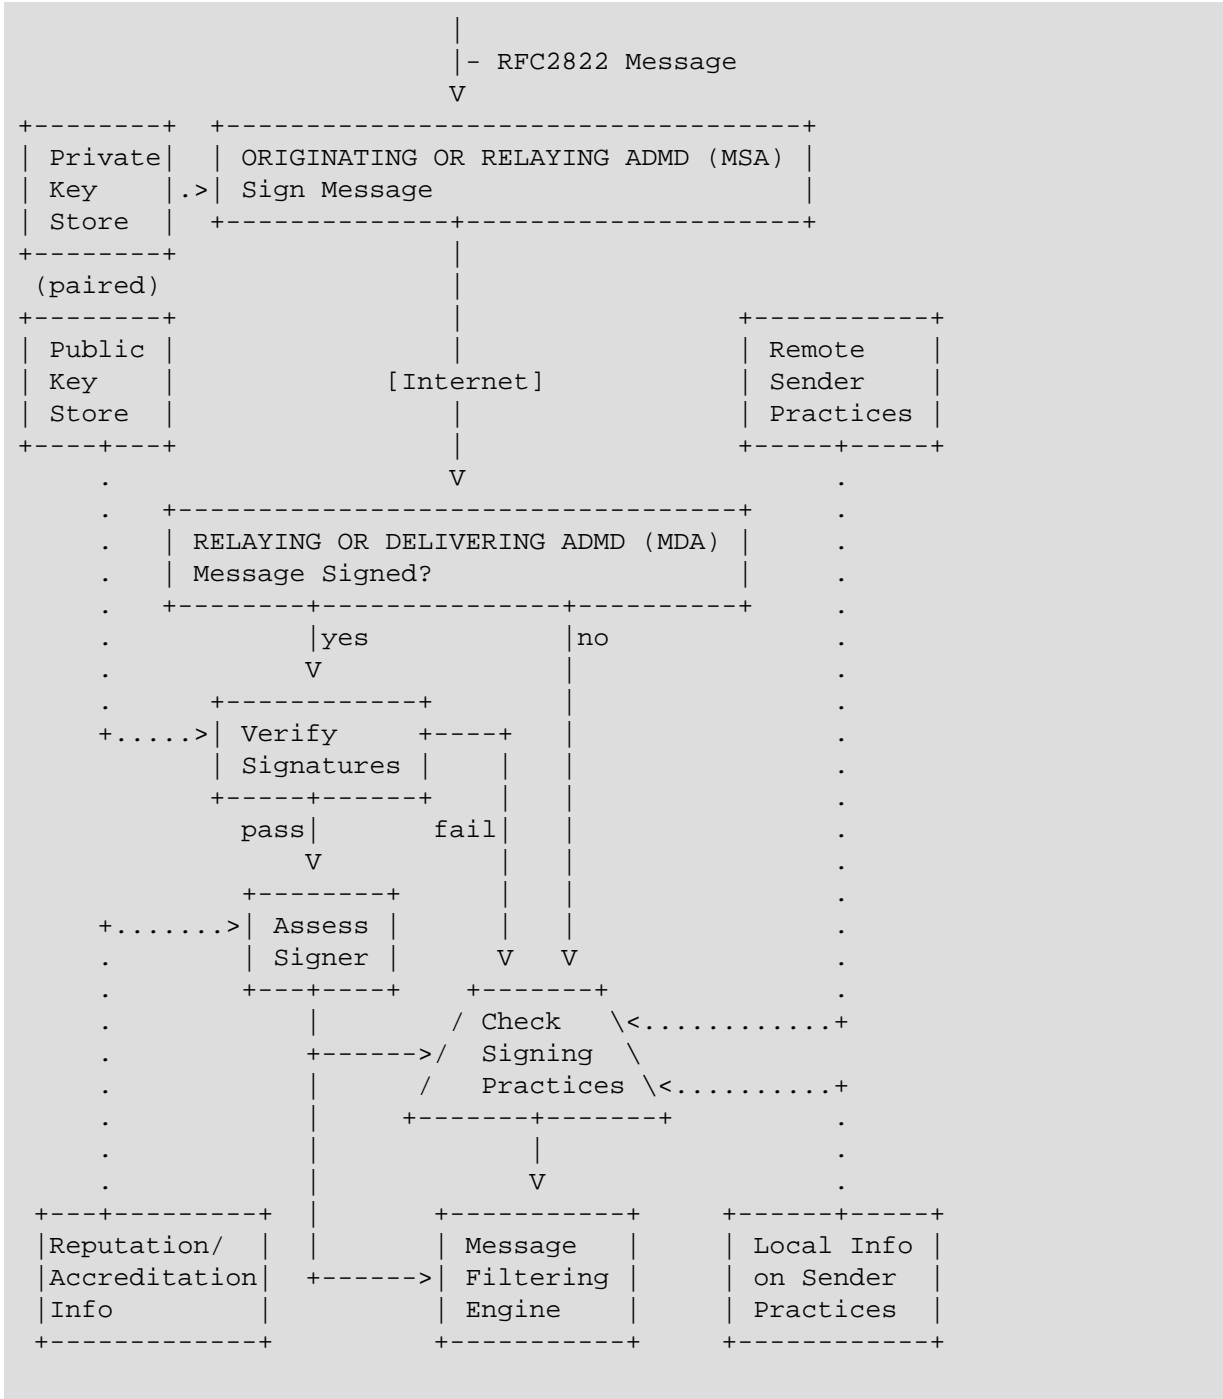 |
|- RFC2822 Message
V
+--------+  +------------------------------------+
| Private|  | ORIGINATING OR RELAYING ADMD (MSA) |
| Key    |.>| Sign Message                       |
| Store  |  +--------------+---------------------+
+--------+                 |
(paired)                  |
+--------+                 |                 +-----------+
| Public |                 |                 | Remote    |
| Key    |             [Internet]            | Sender    |
| Store  |                 |                 | Practices |
+----+---+                 |                 +-----+-----+
     .                     V                       .
     .   +-----------------------------------+     .
     .   | RELAYING OR DELIVERING ADMD (MDA) |     .
     .   | Message Signed?                   |     .
     .   +--------+---------------+----------+     .
     .            |yes            |no              .
     .            V               |                .
     .      +------------+        |                .
     +.....>| Verify     +----+   |                .
            | Signatures |    |   |                .
            +-----+------+    |   |                .
              pass|       fail|   |                .
                  V           |   |                .
              +--------+      |   |                .
     +.......>| Assess |      |   |                .
     .        | Signer |      V   V                .
     .        +---+----+    +-------+              .
     .            |        / Check   \<............+
     .            +------>/  Signing  \
     .            |      /   Practices \<..........+
     .            |     +-------+-------+          .
     .            |             |                  .
     .            |             V                  .
 +---+---------+  |       +-----------+     +------+-----+
 |Reputation/  |  |       | Message   |     | Local Info |
 |Accreditation|  +------>| Filtering |     | on Sender  |
 |Info         |          | Engine    |     | Practices  |
 +-------------+          +-----------+     +------------+